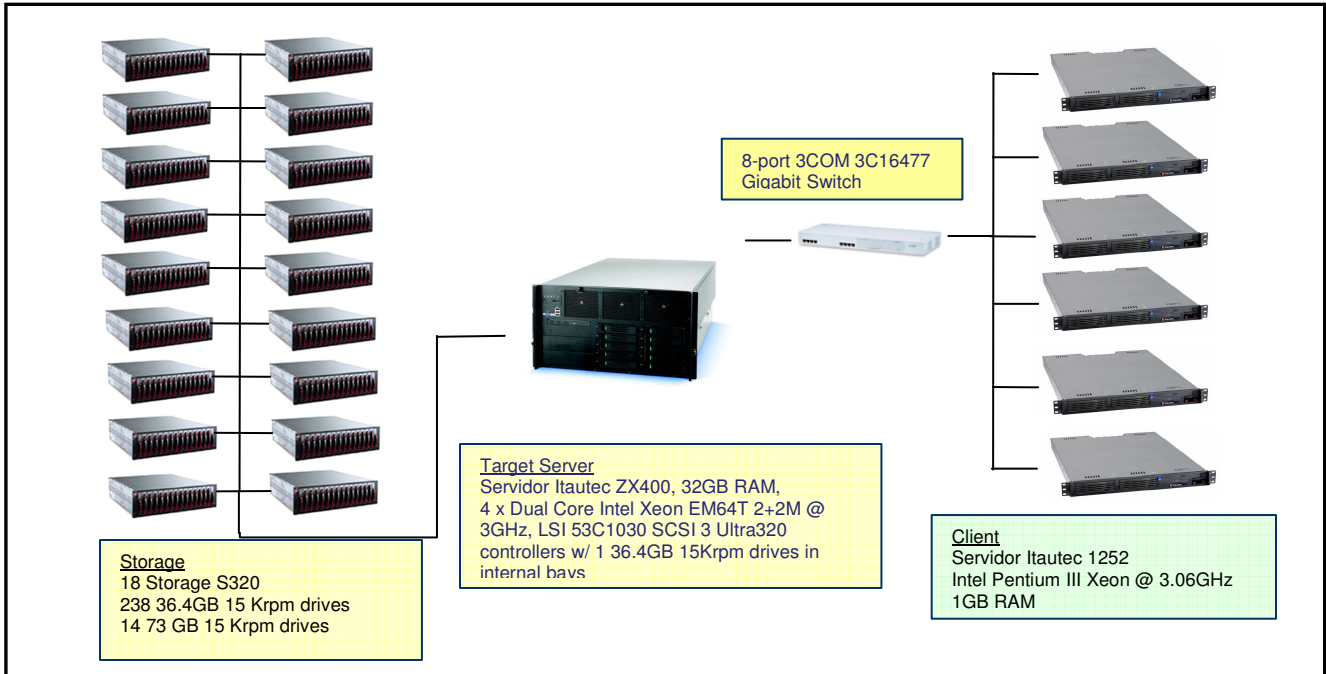 8-port 3COM 3C16477
Gigabit Switch
Target Server
Servidor Itautec ZX400, 32GB RAM,
4 x Dual Core Intel Xeon EM64T 2+2M @
3GHz, LSI 53C1030 SCSI 3 Ultra320
controllers w/ 1 36.4GB 15Krpm drives in
internal bays
Storage
18 Storage S320
238 36.4GB 15 Krpm drives
14 73 GB 15 Krpm drives
Client
Servidor Itautec 1252
Intel Pentium III Xeon @ 3.06GHz
1GB RAM